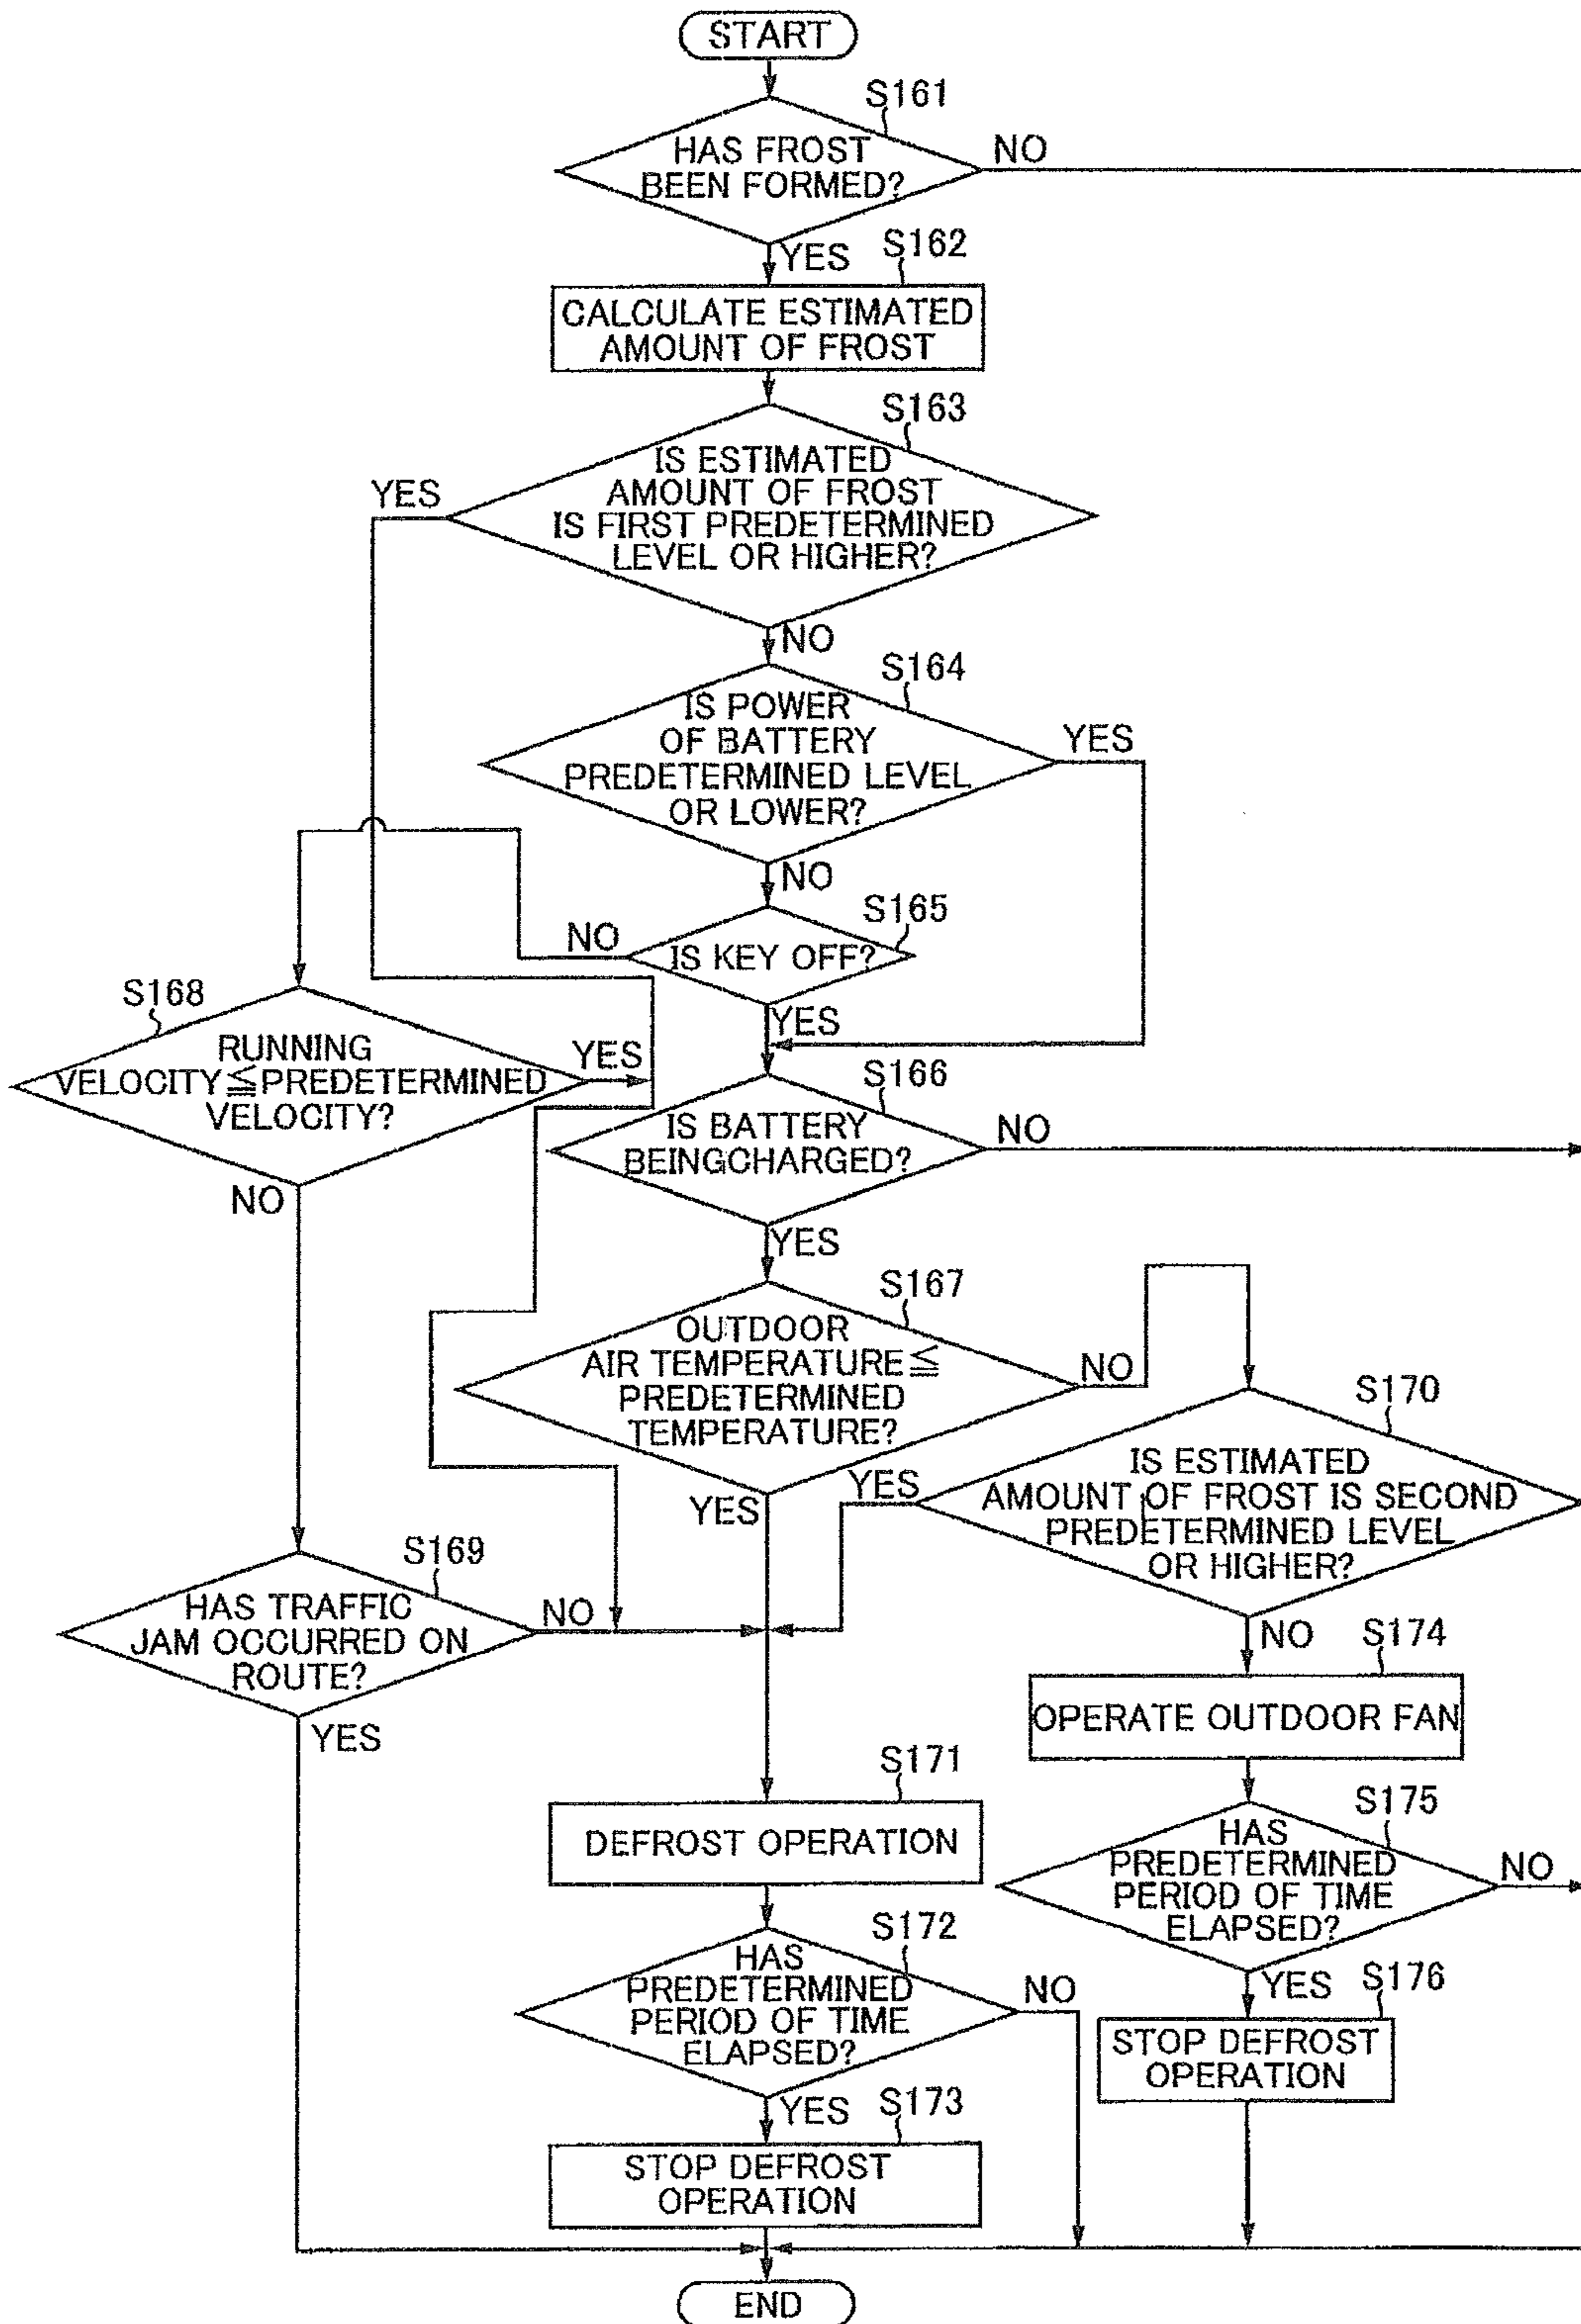 START
S161
HAS FROST
BEEN FORMED?
NO
YES
S162
CALCULATE ESTIMATED
AMOUNT OF FROST
S163
IS ESTIMATED
AMOUNT OF FROST
IS FIRST PREDETERMINED
LEVEL OR HIGHER?
YES
NO
S164
IS POWER
OF BATTERY
PREDETERMINED LEVEL
OR LOWER?
YES
NO
S165
IS KEY OFF?
NO
YES
S168
RUNNING
VELOCITY≦PREDETERMINED
VELOCITY?
YES
NO
S166
IS BATTERY
BEINGCHARGED?
NO
YES
S167
OUTDOOR
AIR TEMPERATURE≦
PREDETERMINED
TEMPERATURE?
NO
YES
S170
IS ESTIMATED
AMOUNT OF FROST IS SECOND
PREDETERMINED LEVEL
OR HIGHER?
YES
NO
S169
HAS TRAFFIC
JAM OCCURRED ON
ROUTE?
NO
YES
S174
OPERATE OUTDOOR FAN
S171
DEFROST OPERATION
S175
HAS
PREDETERMINED
PERIOD OF TIME
ELAPSED?
NO
YES
S172
HAS
PREDETERMINED
PERIOD OF TIME
ELAPSED?
NO
YES
S176
STOP DEFROST
OPERATION
S173
STOP DEFROST
OPERATION
END